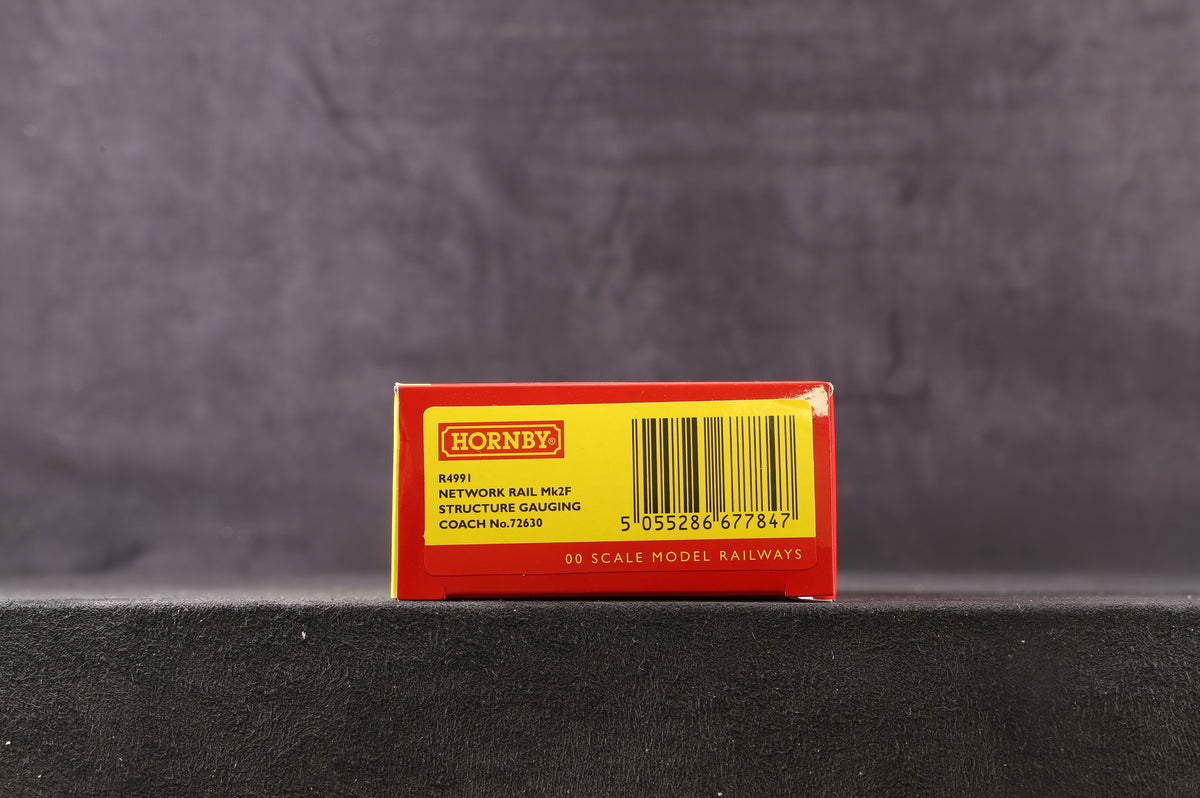 HORNBY®
R4991
NETWORK RAIL Mk2F
STRUCTURE GAUGING
COACH No.72630
5 055286 677847
00 SCALE MODEL RAILWAYS